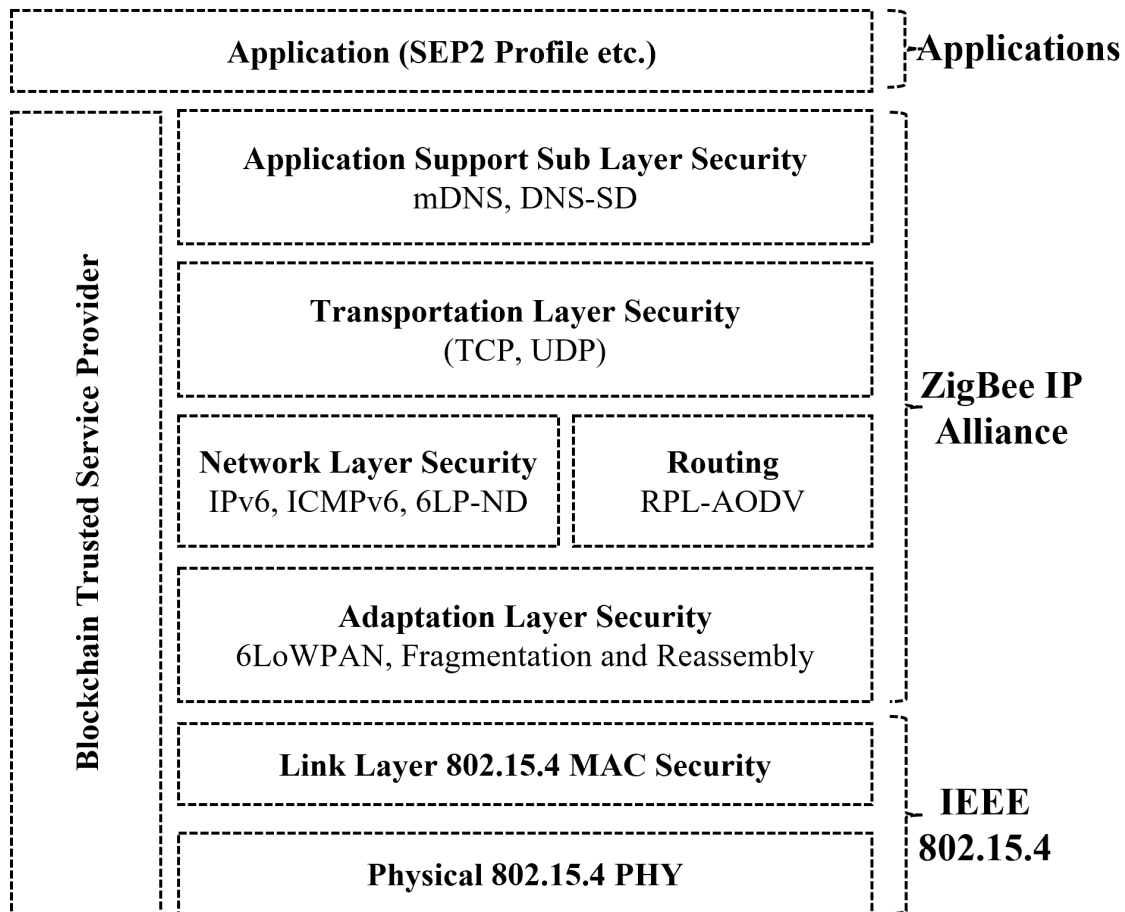 Application (SEP2 Profile etc.)
Applications
Blockchain Trusted Service Provider
Application Support Sub Layer Security
mDNS, DNS-SD
Transportation Layer Security
(TCP, UDP)
Network Layer Security
IPv6, ICMPv6, 6LP-ND
Routing
RPL-AODV
Adaptation Layer Security
6LoWPAN, Fragmentation and Reassembly
ZigBee IP
Alliance
Link Layer 802.15.4 MAC Security
Physical 802.15.4 PHY
IEEE
802.15.4